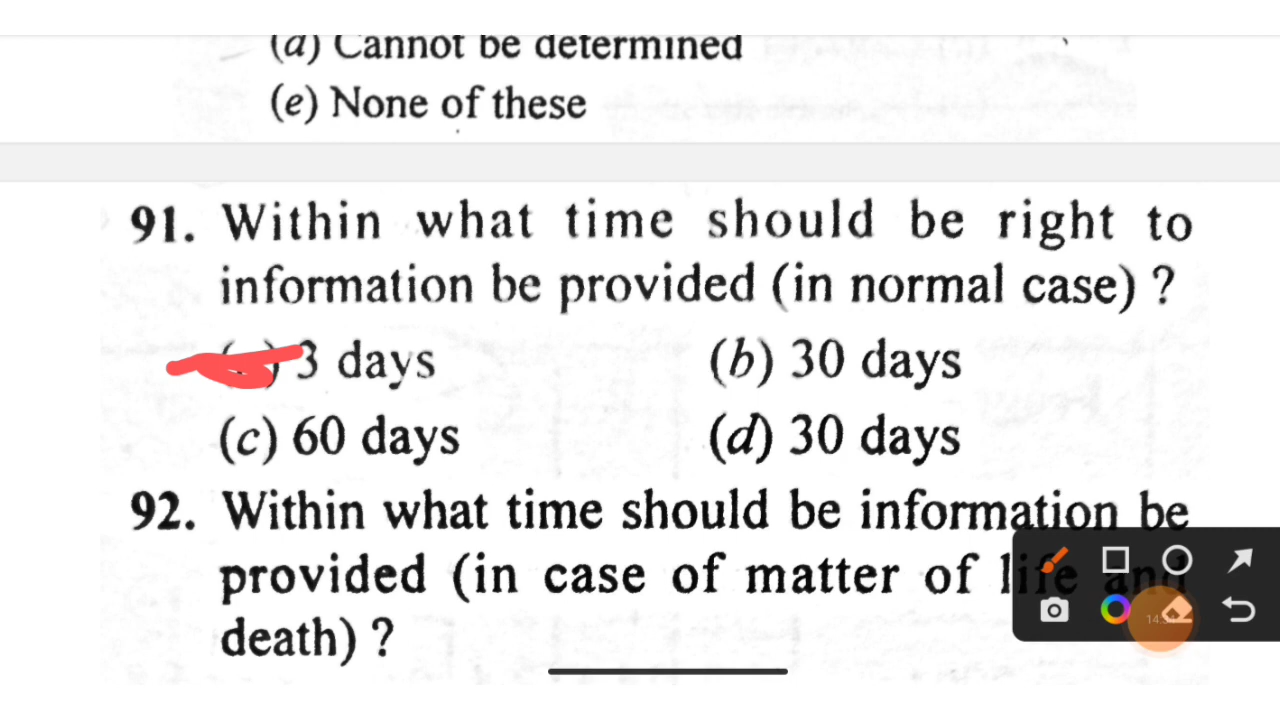 (d) Cannot be determined
(e) None of these
91. Within what time should be right to
information be provided (in normal case) ?
3 days
(b) 30 days
(c) 60 days
(d) 30 days
92. Within what time should be information be
provided (in case of matter of life and
death) ?